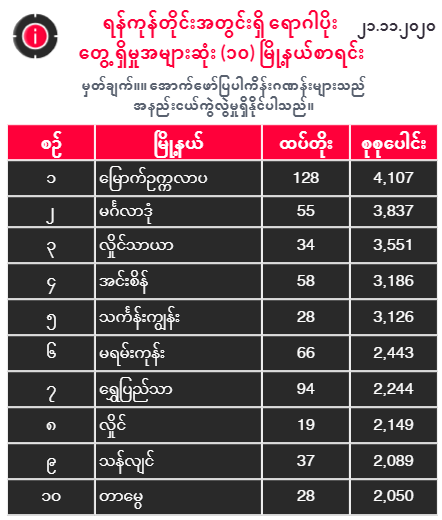 ရန်ကုန်တိုင်းအတွင်းရှိ ရောဂါပိုး
၂၁.၁၁.၂၀၂၀
တွေ့ရှိမှုအများဆုံး (၁၀) မြို့နယ်စာရင်း
မှတ်ချက်။။ အောက်ဖော်ပြပါကိန်းဂဏန်းများသည်
အနည်းငယ်ကွဲလွဲမှုရှိနိုင်ပါသည်။
စဉ် မြို့နယ် ထပ်တိုး စုစုပေါင်း
၁ မြောက်ဥက္ကလာပ 128 4,107
၂ မင်္ဂလာဒုံ 55 3,837
၃ လှိုင်သာယာ 34 3,551
၄ အင်းစိန် 58 3,186
၅ သင်္ကန်းကျွန်း 28 3,126
၆ မရမ်းကုန်း 66 2,443
၇ ရွှေပြည်သာ 94 2,244
၈ လှိုင် 19 2,149
၉ သန်လျင် 37 2,089
၁၀ တာမွေ 28 2,050